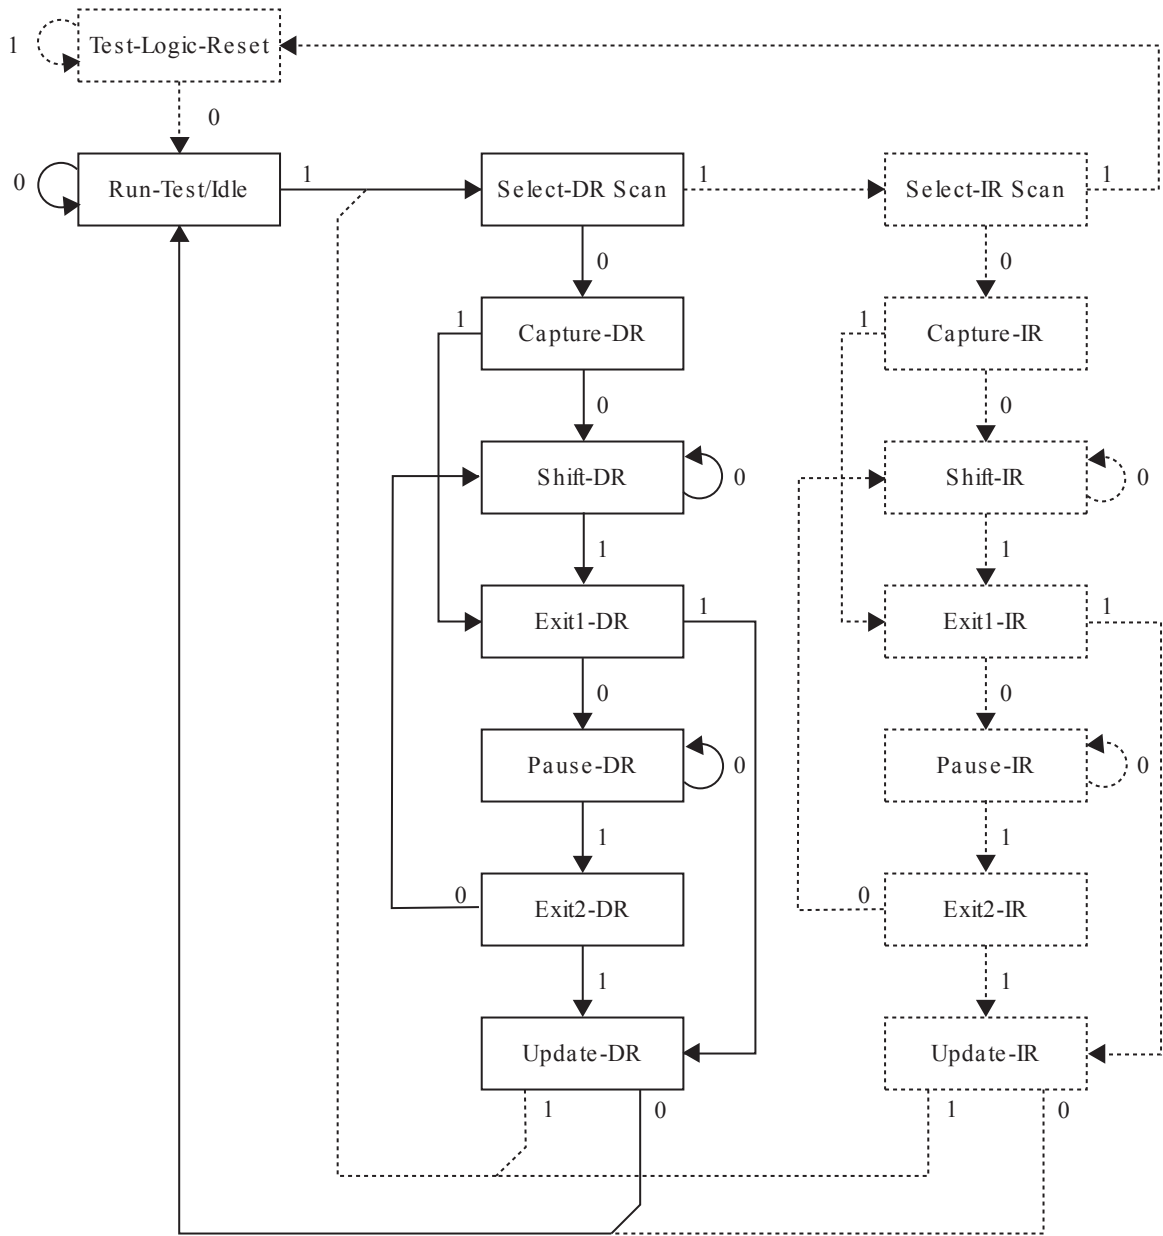 1
Test-Logic-Reset
0
0
Run-Test/Idle
1
Select-DR Scan
1
Select-IR Scan
1
0
0
1
Capture-DR
1
Capture-IR
0
0
Shift-DR
0
Shift-IR
0
1
1
Exit1-DR
1
Exit1-IR
1
0
0
Pause-DR
0
Pause-IR
0
1
1
0
Exit2-DR
0
Exit2-IR
1
1
Update-DR
Update-IR
1
0
1
0